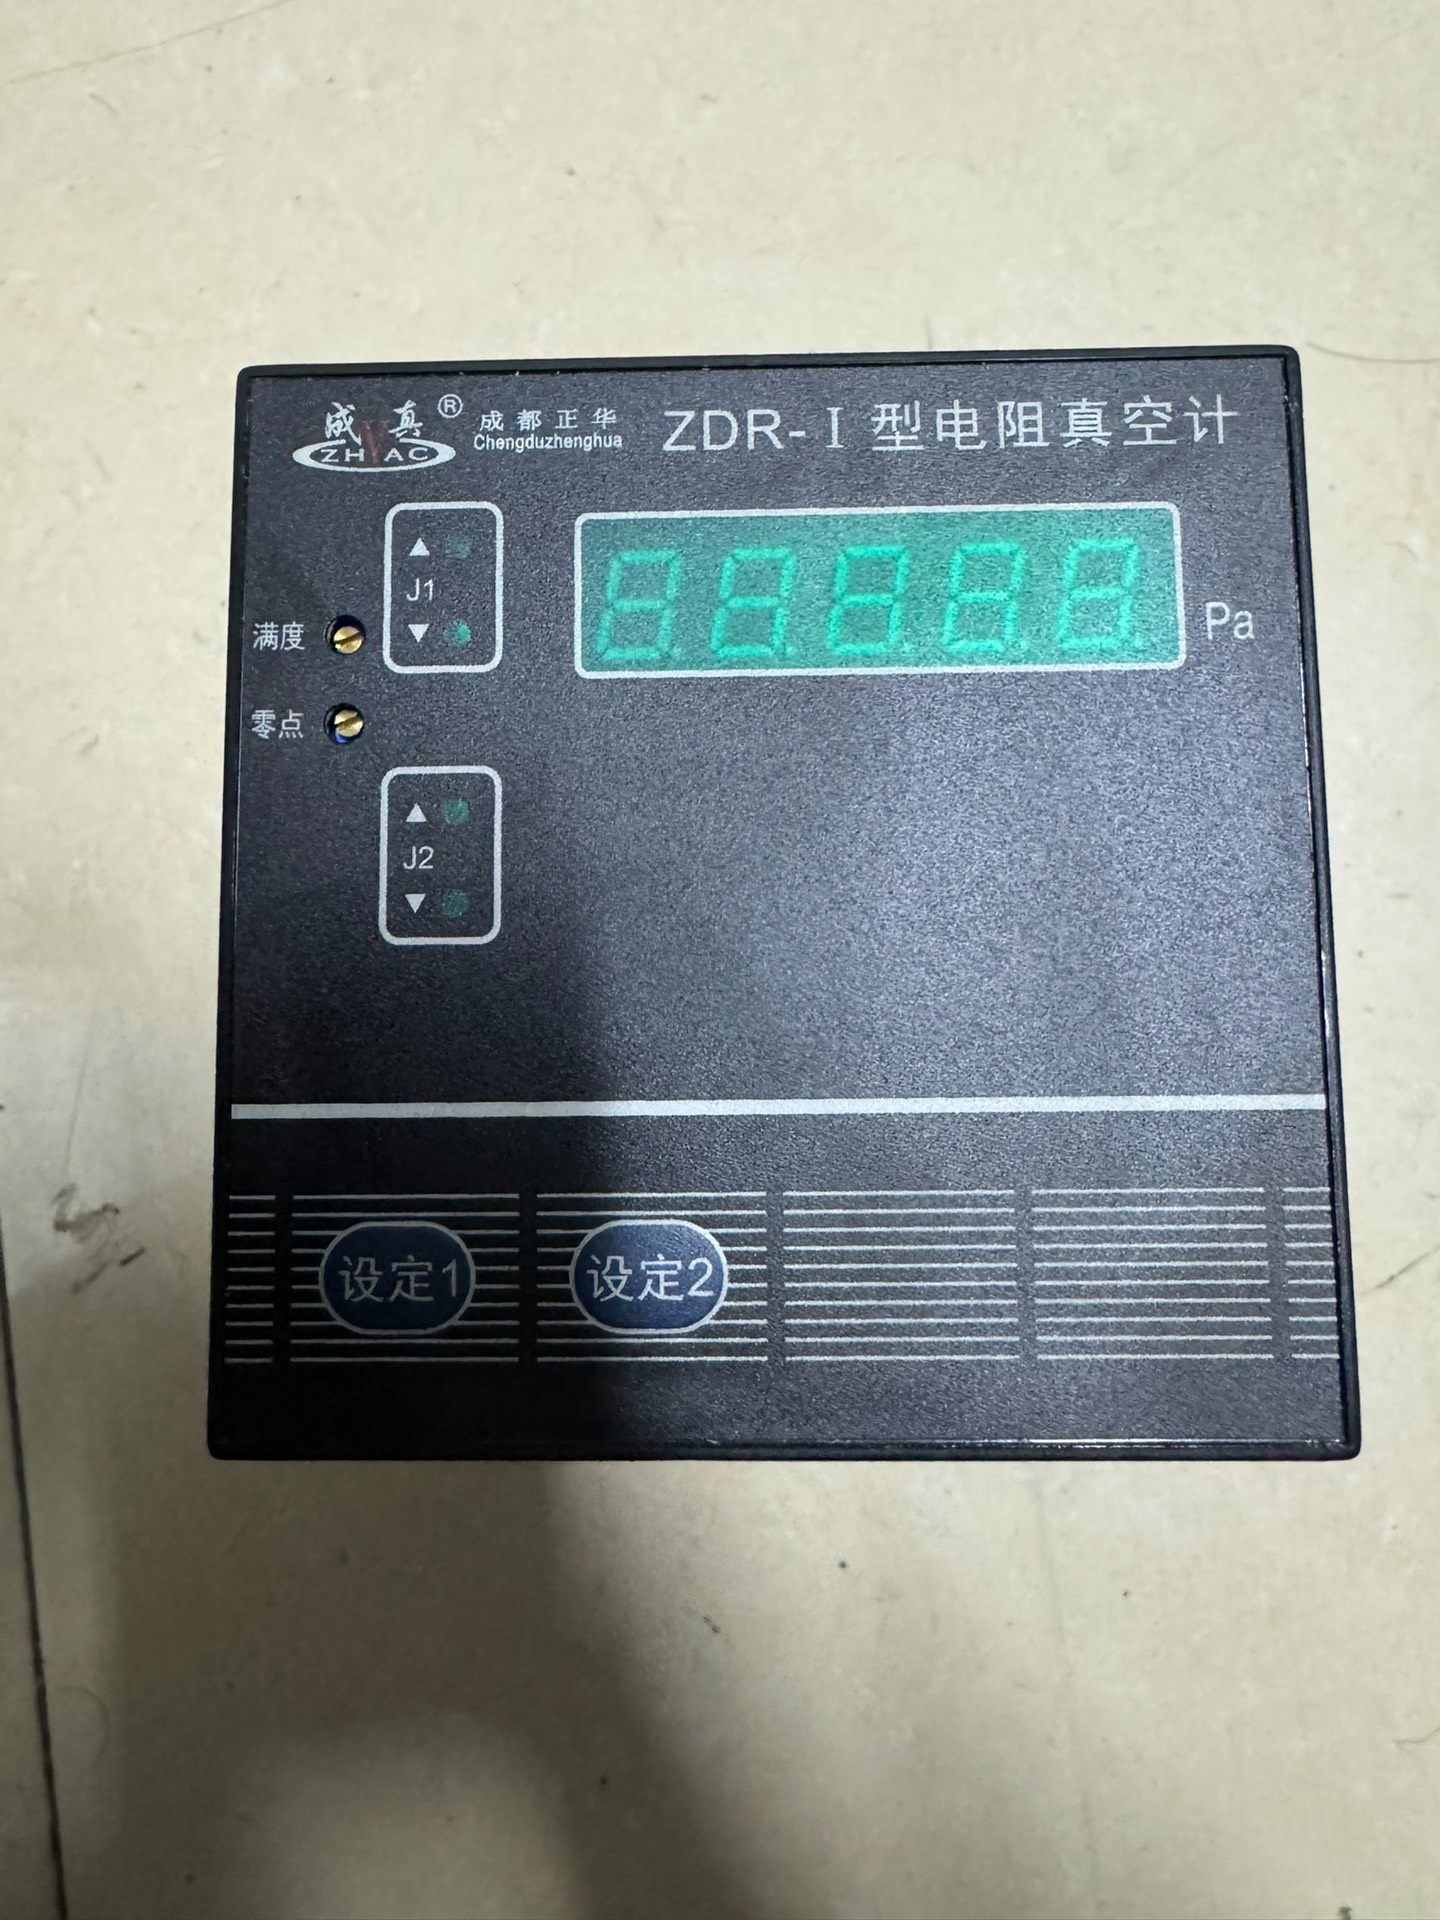 成真®
ZHVAC
成都正华
Chengduzhenghua
ZDR-Ⅰ型电阻真空计
▲
J1
▼
Pa
满度
零点
▲
J2
▼
设定1
设定2